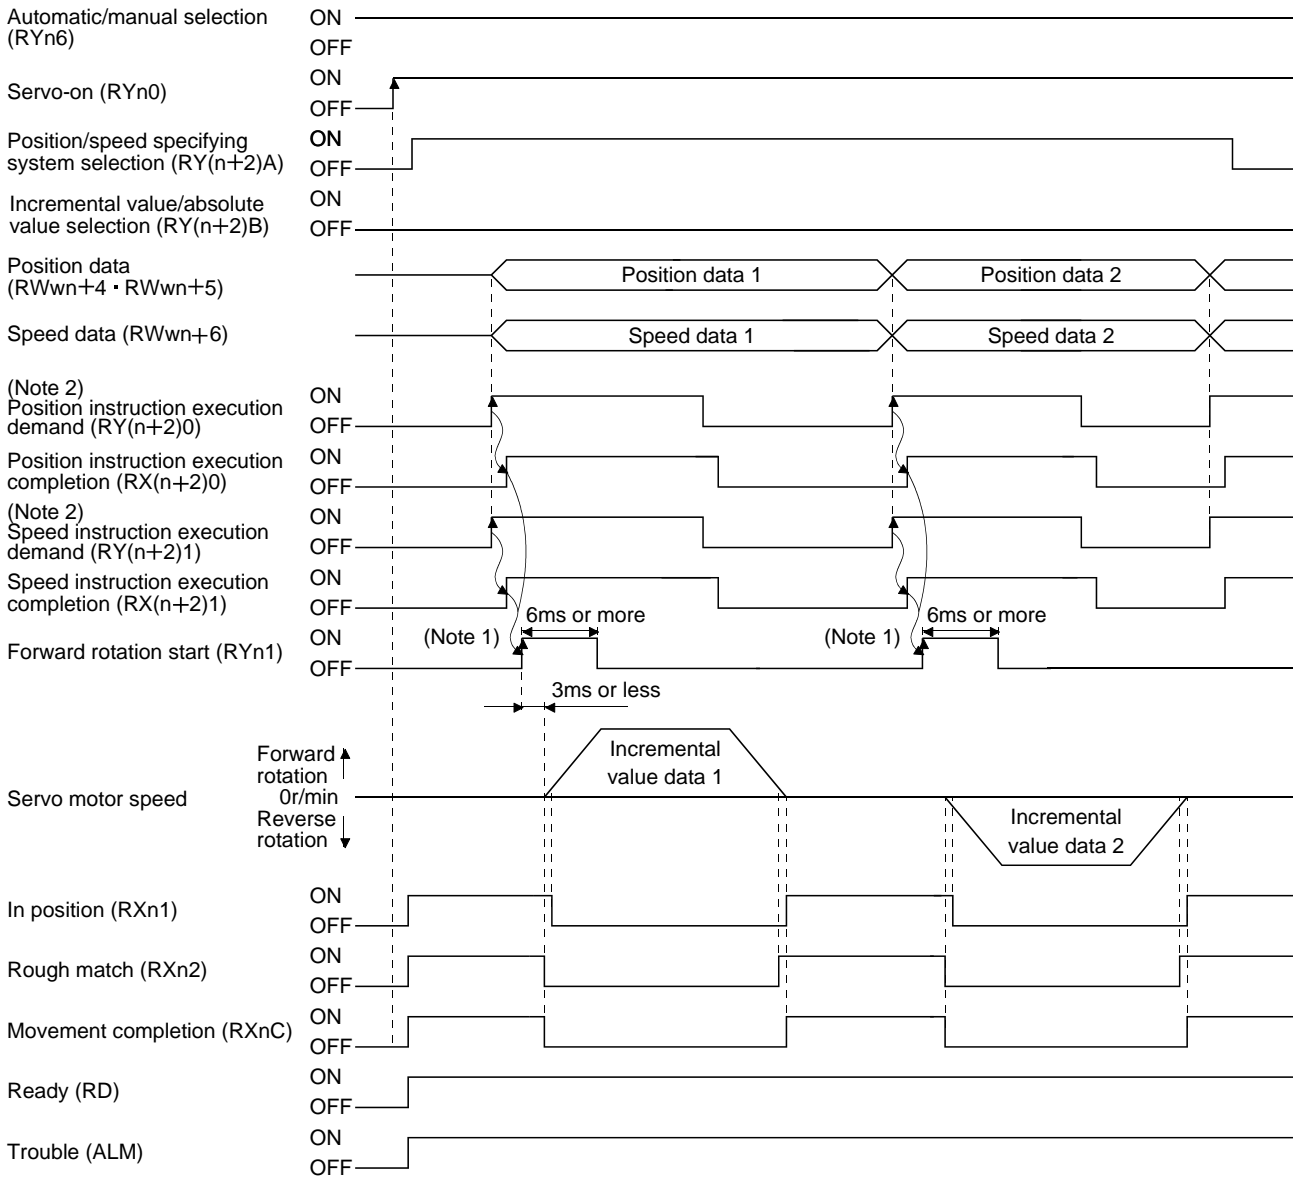 Automatic/manual selection
(RYn6)
ON
OFF
Servo-on (RYn0)
ON
OFF
Position/speed specifying
system selection (RY(n+2)A)
ON
OFF
Incremental value/absolute
value selection (RY(n+2)B)
ON
OFF
Position data
(RWwn+4・RWwn+5)
Position data 1
Position data 2
Speed data (RWwn+6)
Speed data 1
Speed data 2
(Note 2)
Position instruction execution
demand (RY(n+2)0)
ON
OFF
Position instruction execution
completion (RX(n+2)0)
ON
OFF
(Note 2)
Speed instruction execution
demand (RY(n+2)1)
ON
OFF
Speed instruction execution
completion (RX(n+2)1)
ON
OFF
6ms or more
6ms or more
Forward rotation start (RYn1)
ON
OFF
(Note 1)
(Note 1)
3ms or less
Servo motor speed
Forward
rotation
0r/min
Reverse
rotation
Incremental
value data 1
Incremental
value data 2
In position (RXn1)
ON
OFF
Rough match (RXn2)
ON
OFF
Movement completion (RXnC)
ON
OFF
Ready (RD)
ON
OFF
Trouble (ALM)
ON
OFF